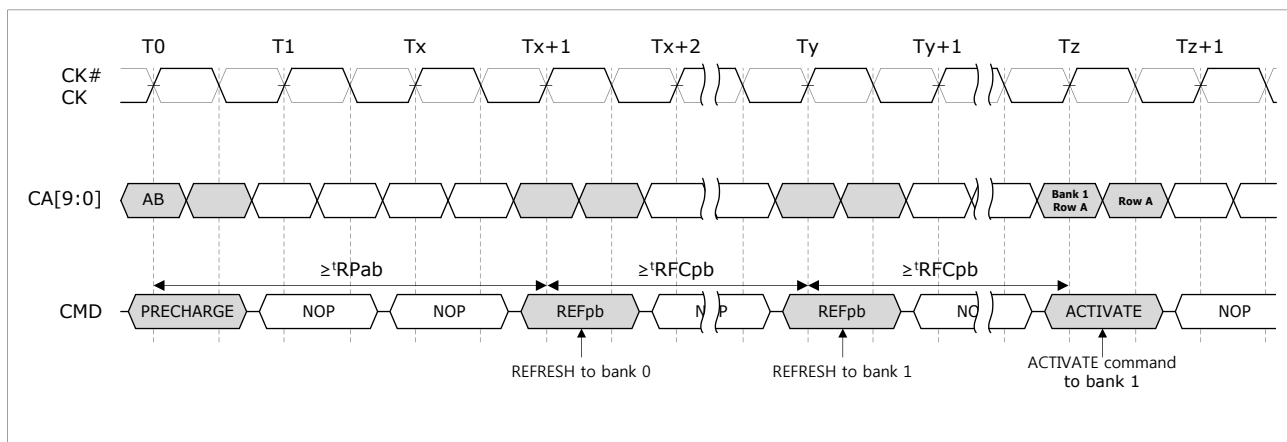 T0 T1 Tx Tx+1 Tx+2 Ty Ty+1 Tz Tz+1
CK#
CK
CA[9:0] AB Bank 1 Row A Row A
≥tRPab ≥tRFCpb ≥tRFCpb
CMD PRECHARGE NOP NOP REFpb NOP REFpb NOP ACTIVATE NOP
REFRESH to bank 0 REFRESH to bank 1 ACTIVATE command
to bank 1